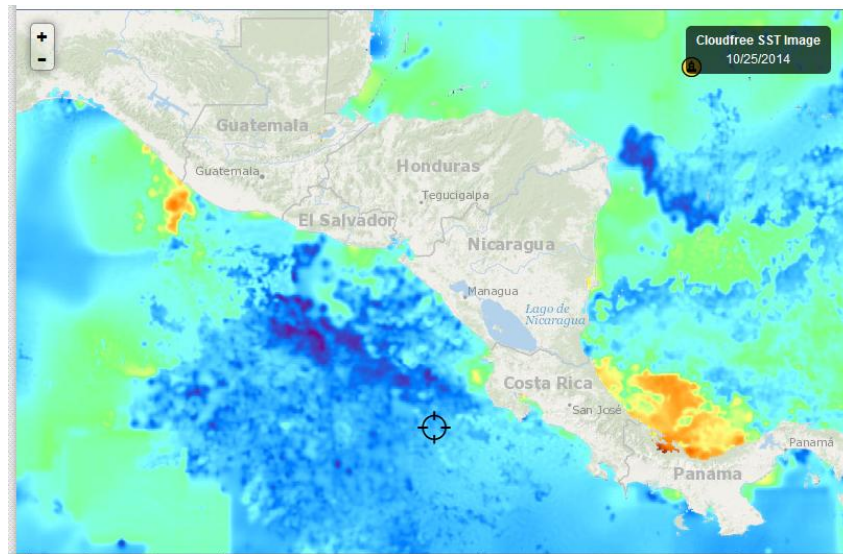 +
-
Cloudfree SST Image
10/25/2014
Guatemala
Guatemala
Honduras
Tegucigalpa
El Salvador
Nicaragua
Managua
Lago de
Nicaragua
Costa Rica
San José
Panamá
Panama